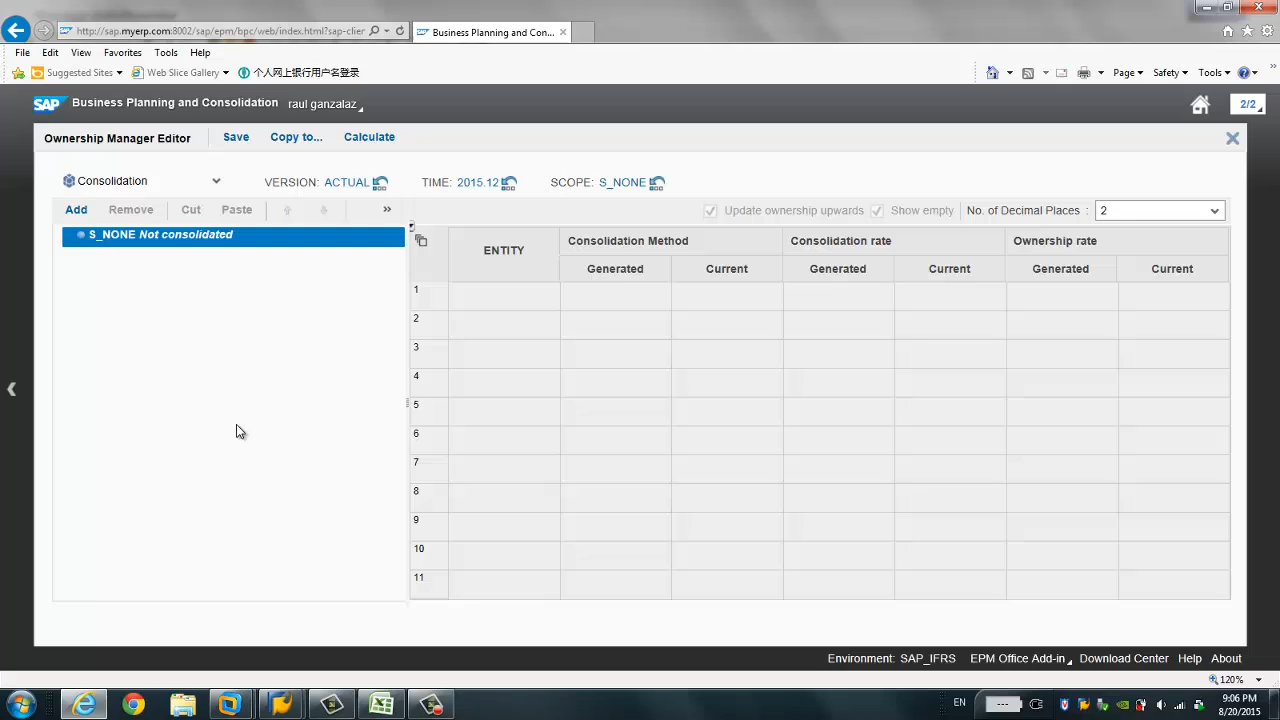 http://sap.myerp.com:8002/sap/epm/bpc/web/index.html?sap-clier
Business Planning and Con...
File Edit View Favorites Tools Help
Suggested Sites Web Slice Gallery 个人网上银行用户名登录
Page Safety Tools
SAP Business Planning and Consolidation raul ganzalaz
2/2
Ownership Manager Editor Save Copy to... Calculate
Consolidation VERSION: ACTUAL TIME: 2015.12 SCOPE: S_NONE
Add Remove Cut Paste » Update ownership upwards Show empty No. of Decimal Places : 2
S_NONE Not consolidated
ENTITY Consolidation Method Consolidation rate Ownership rate
Generated Current Generated Current Generated Current
1
2
3
4
5
6
7
8
9
10
11
Environment: SAP_IFRS EPM Office Add-in Download Center Help About
120%
EN
9:06 PM
8/20/2015